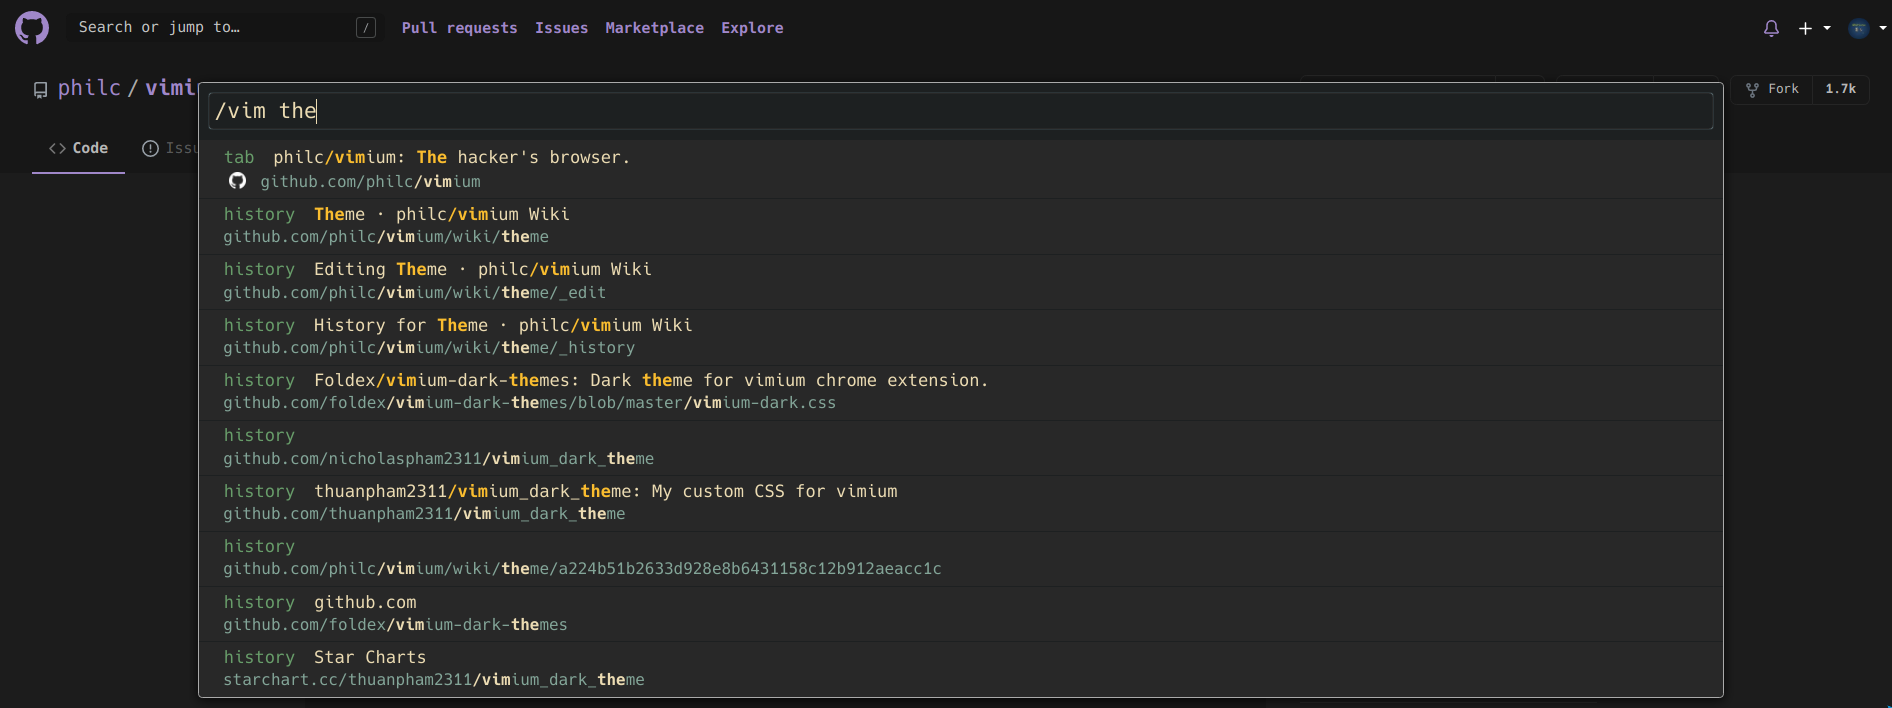 Search or jump to… / Pull requests Issues Marketplace Explore
philc / vimi Fork 1.7k
/vim the
Code Issu
tab philc/vimium: The hacker's browser.
github.com/philc/vimium
history Theme · philc/vimium Wiki
github.com/philc/vimium/wiki/theme
history Editing Theme · philc/vimium Wiki
github.com/philc/vimium/wiki/theme/_edit
history History for Theme · philc/vimium Wiki
github.com/philc/vimium/wiki/theme/_history
history Foldex/vimium-dark-themes: Dark theme for vimium chrome extension.
github.com/foldex/vimium-dark-themes/blob/master/vimium-dark.css
history
github.com/nicholaspham2311/vimium_dark_theme
history thuanpham2311/vimium_dark_theme: My custom CSS for vimium
github.com/thuanpham2311/vimium_dark_theme
history
github.com/philc/vimium/wiki/theme/a224b51b2633d928e8b6431158c12b912aeacc1c
history github.com
github.com/foldex/vimium-dark-themes
history Star Charts
starchart.cc/thuanpham2311/vimium_dark_theme